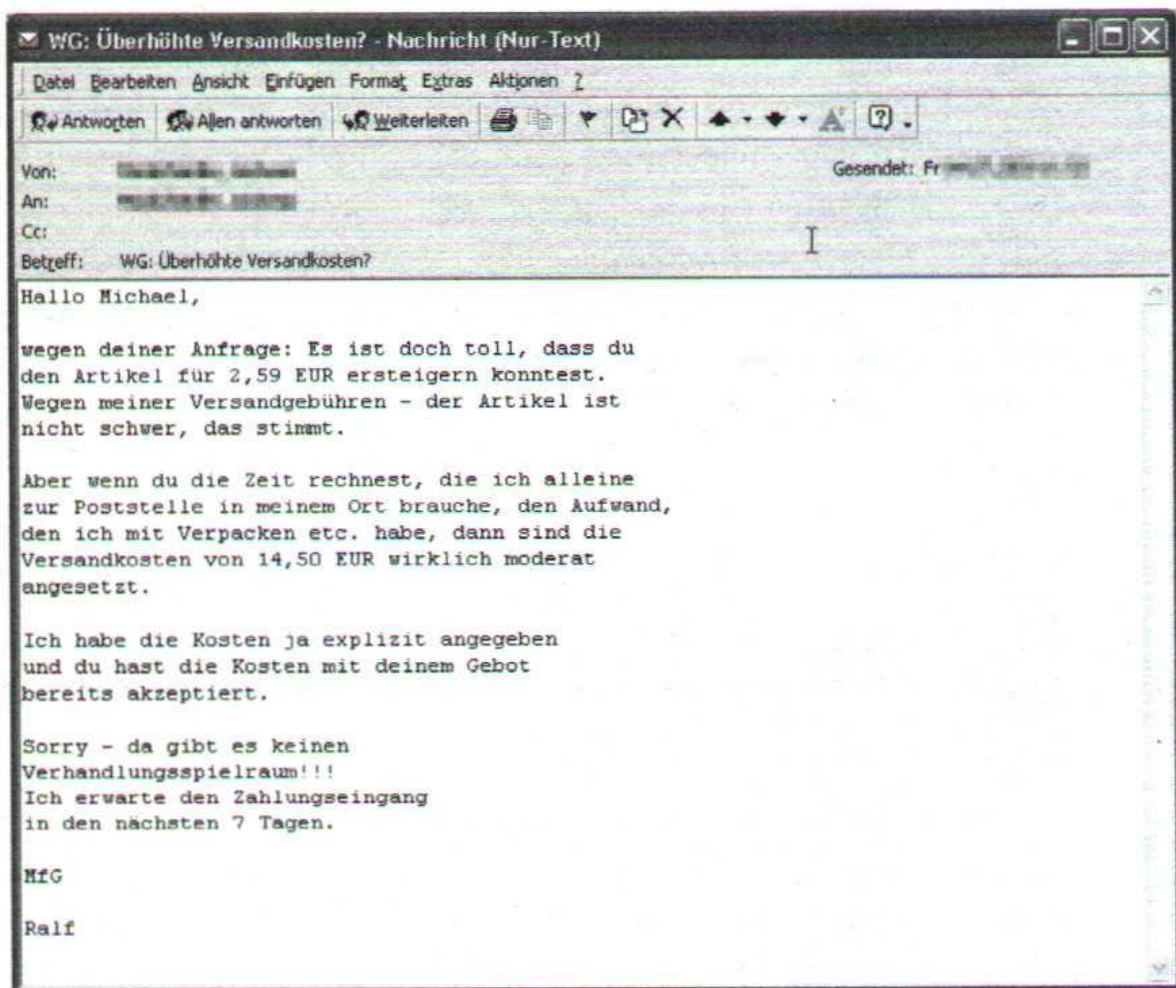 WG: Überhöhte Versandkosten? - Nachricht (Nur-Text)
Datei Bearbeiten Ansicht Einfügen Format Extras Aktionen ?
Antworten Allen antworten Weiterleiten
Von: Gesendet: Fr
An:
Cc:
Betreff: WG: Überhöhte Versandkosten?
Hallo Michael,
wegen deiner Anfrage: Es ist doch toll, dass du
den Artikel für 2,59 EUR ersteigern konntest.
Wegen meiner Versandgebühren - der Artikel ist
nicht schwer, das stimmt.
Aber wenn du die Zeit rechnest, die ich alleine
zur Poststelle in meinem Ort brauche, den Aufwand,
den ich mit Verpacken etc. habe, dann sind die
Versandkosten von 14,50 EUR wirklich moderat
angesetzt.
Ich habe die Kosten ja explizit angegeben
und du hast die Kosten mit deinem Gebot
bereits akzeptiert.
Sorry - da gibt es keinen
Verhandlungsspielraum!!!
Ich erwarte den Zahlungseingang
in den nächsten 7 Tagen.
MfG
Ralf